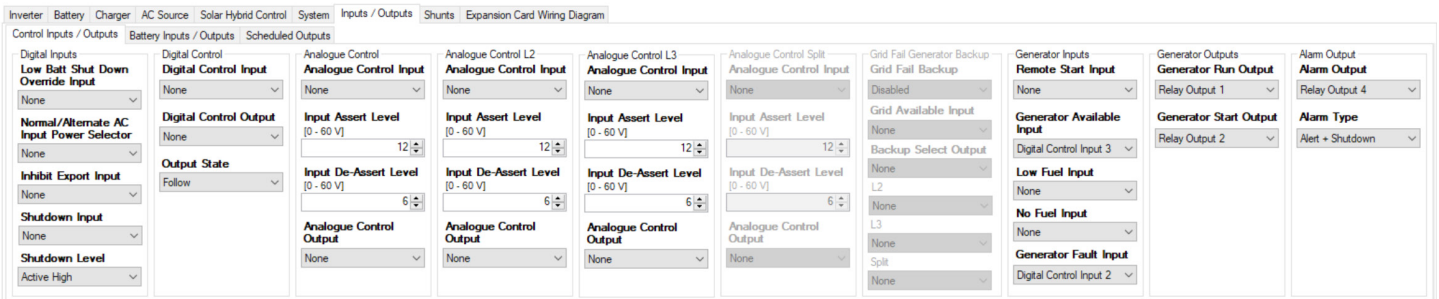 Inverter Battery Charger AC Source Solar Hybrid Control System Inputs / Outputs Shunts Expansion Card Wiring Diagram
Control Inputs / Outputs Battery Inputs / Outputs Scheduled Outputs
Digital Inputs
Low Batt Shut Down
Override Input
None
Normal/Alternate AC
Input Power Selector
None
Inhibit Export Input
None
Shutdown Input
None
Shutdown Level
Active High
Digital Control
Digital Control Input
None
Digital Control Output
None
Output State
Follow
Analogue Control
Analogue Control Input
None
Input Assert Level
[0 - 60 V]
12
Input De-Assert Level
[0 - 60 V]
6
Analogue Control
Output
None
Analogue Control L2
Analogue Control Input
None
Input Assert Level
[0 - 60 V]
12
Input De-Assert Level
[0 - 60 V]
6
Analogue Control
Output
None
Analogue Control L3
Analogue Control Input
None
Input Assert Level
[0 - 60 V]
12
Input De-Assert Level
[0 - 60 V]
6
Analogue Control
Output
None
Analogue Control Split
Analogue Control Input
None
Input Assert Level
[0 - 60 V]
12
Input De-Assert Level
[0 - 60 V]
6
Analogue Control
Output
None
Grid Fail Generator Backup
Grid Fail Backup
Disabled
Grid Available Input
None
Backup Select Output
None
L2
None
L3
None
Split
None
Generator Inputs
Remote Start Input
None
Generator Available
Input
Digital Control Input 3
Low Fuel Input
None
No Fuel Input
None
Generator Fault Input
Digital Control Input 2
Generator Outputs
Generator Run Output
Relay Output 1
Generator Start Output
Relay Output 2
Alarm Output
Alarm Output
Relay Output 4
Alarm Type
Alert + Shutdown